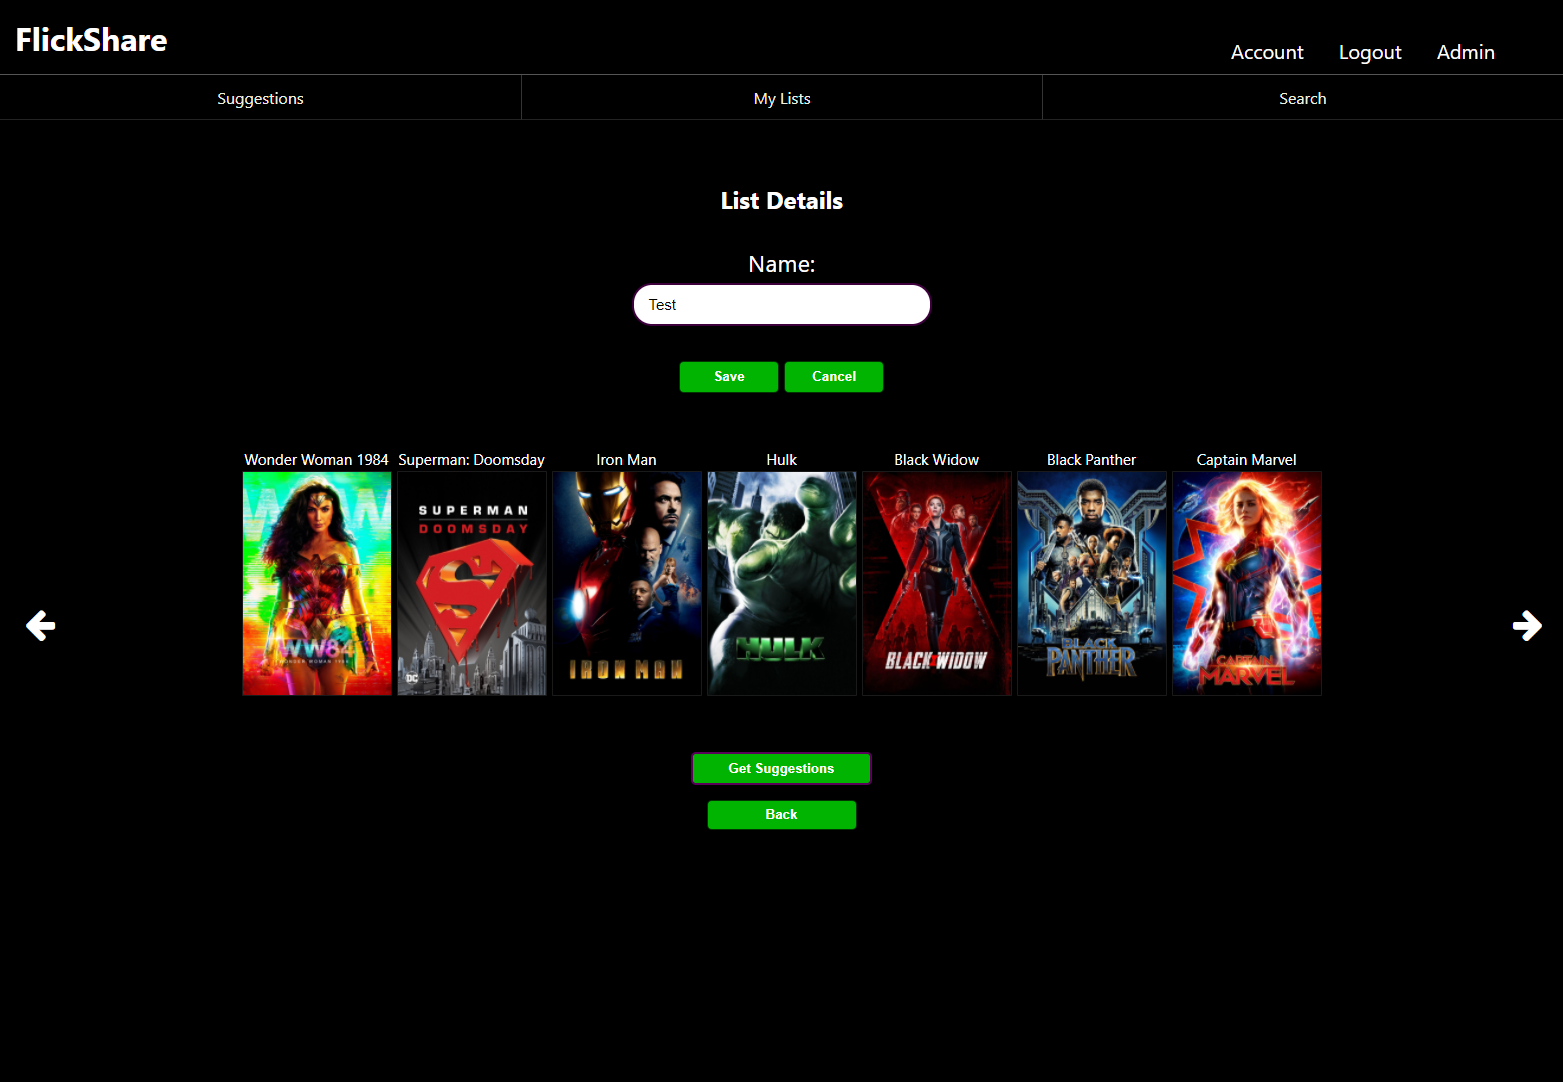 FlickShare
Account Logout Admin
Suggestions My Lists Search
List Details
Name:
Test
Save Cancel
Wonder Woman 1984 Superman: Doomsday Iron Man Hulk Black Widow Black Panther Captain Marvel
SUPERMAN
DOOMSDAY
WW84
WONDER WOMAN 1984
DC
IRON MAN
HULK
BLACK WIDOW
BLACK
PANTHER
CAPTAIN
MARVEL
Get Suggestions
Back